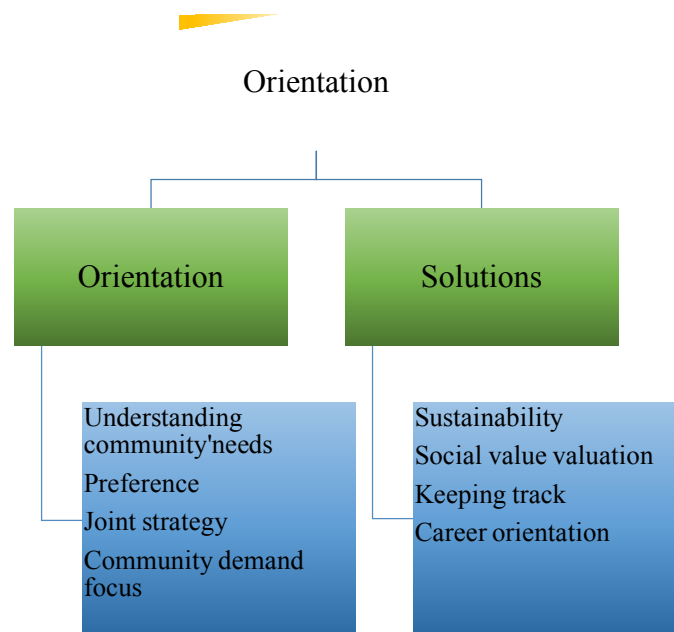 Orientation
Orientation
Solutions
Understanding
community'needs
Preference
Joint strategy
Community demand
focus
Sustainability
Social value valuation
Keeping track
Career orientation